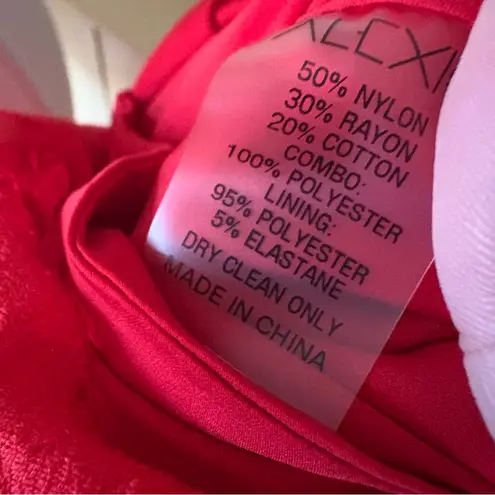 ALEXI
50% NYLON
30% RAYON
20% COTTON
COMBO:
100% POLYESTER
LINING:
95% POLYESTER
5% ELASTANE
DRY CLEAN ONLY
MADE IN CHINA